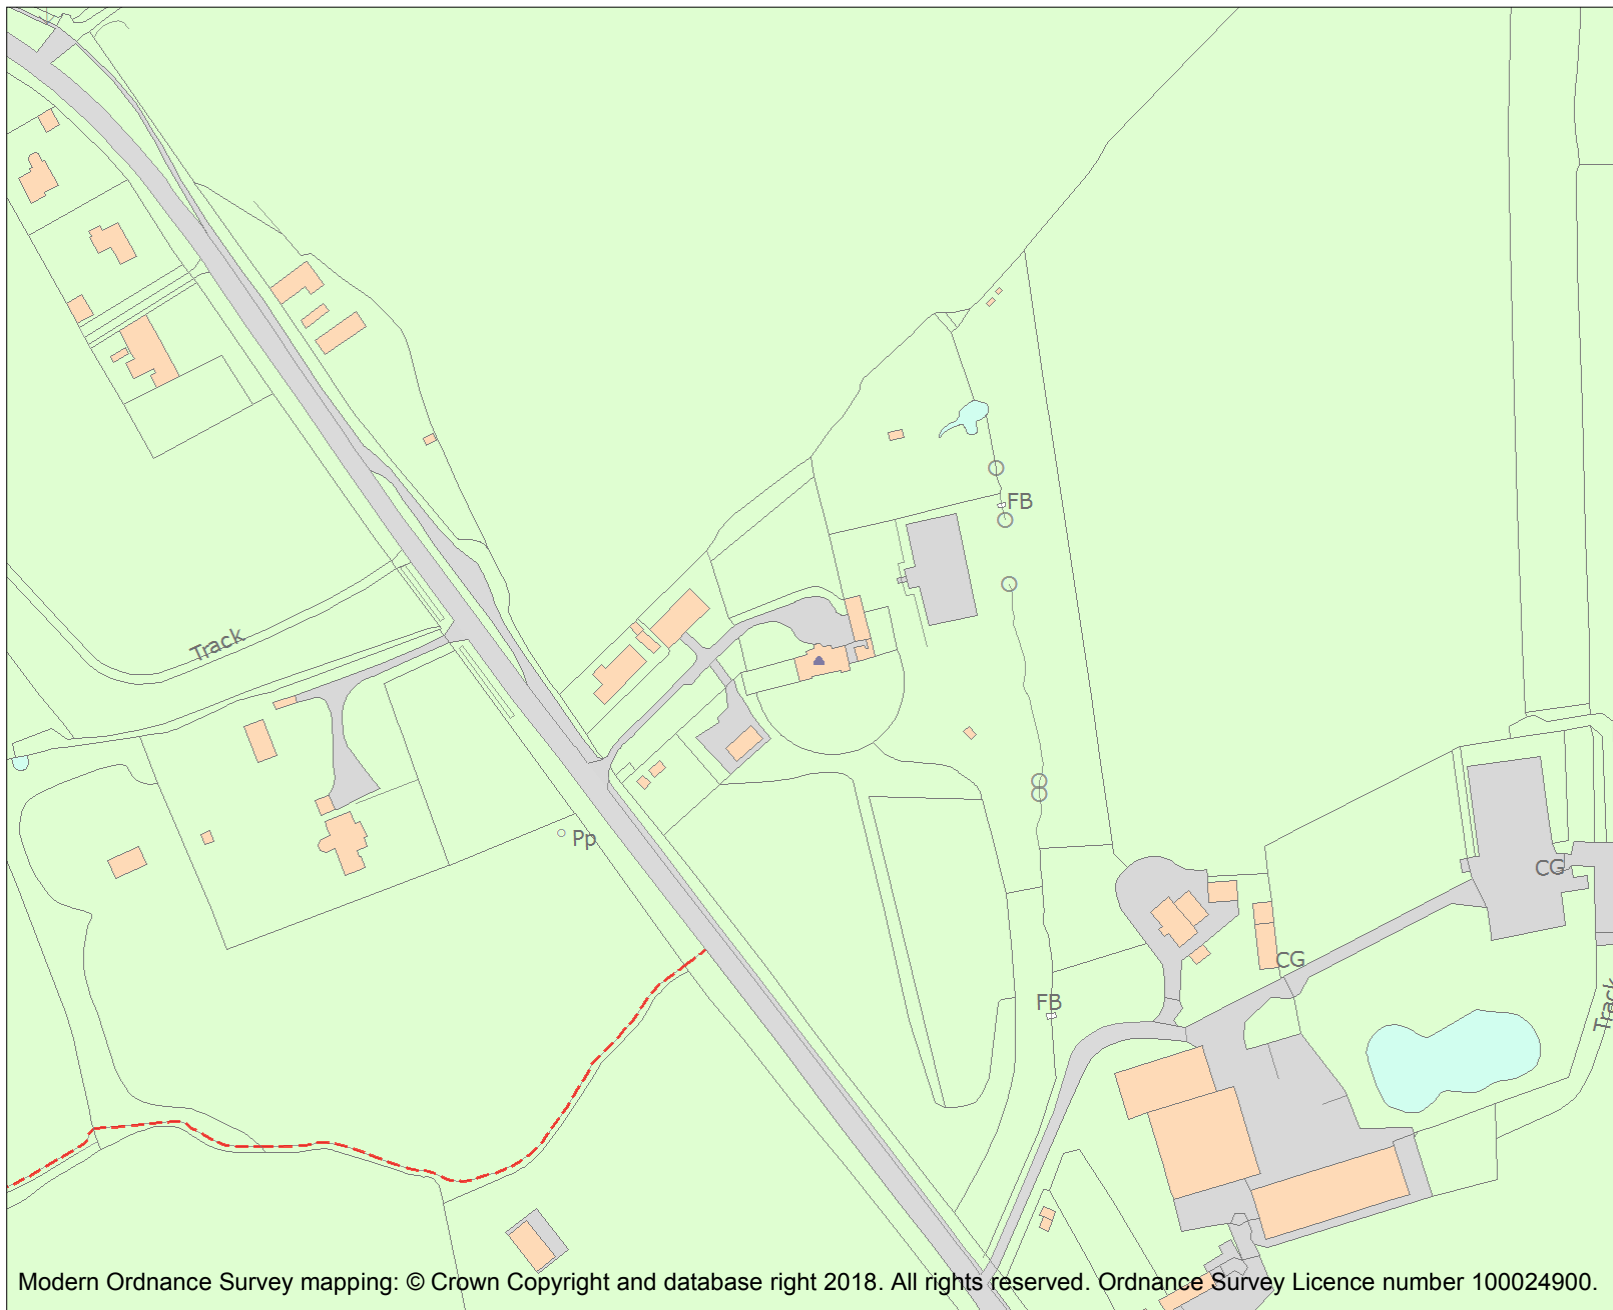 FB
Track
Pp
CG
CG
FB
Track
Modern Ordnance Survey mapping: © Crown Copyright and database right 2018. All rights reserved. Ordnance Survey Licence number 100024900.